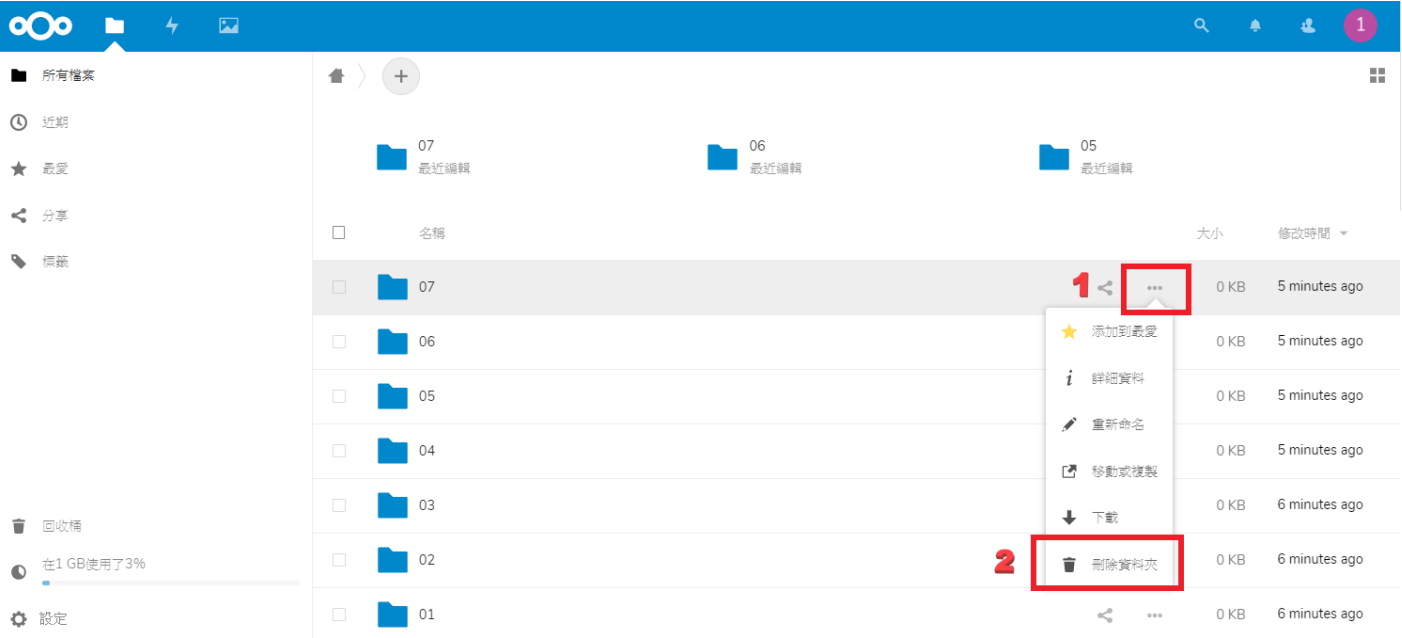 1
所有檔案
近期
最愛
分享
標籤
07
最近編輯
06
最近編輯
05
最近編輯
名稱
大小
修改時間
07
1
0 KB
5 minutes ago
06
0 KB
5 minutes ago
05
0 KB
5 minutes ago
04
0 KB
5 minutes ago
03
0 KB
6 minutes ago
02
0 KB
6 minutes ago
01
0 KB
6 minutes ago
添加到最愛
詳細資料
重新命名
移動或複製
下載
2
刪除資料夾
回收桶
在1 GB使用了3%
設定